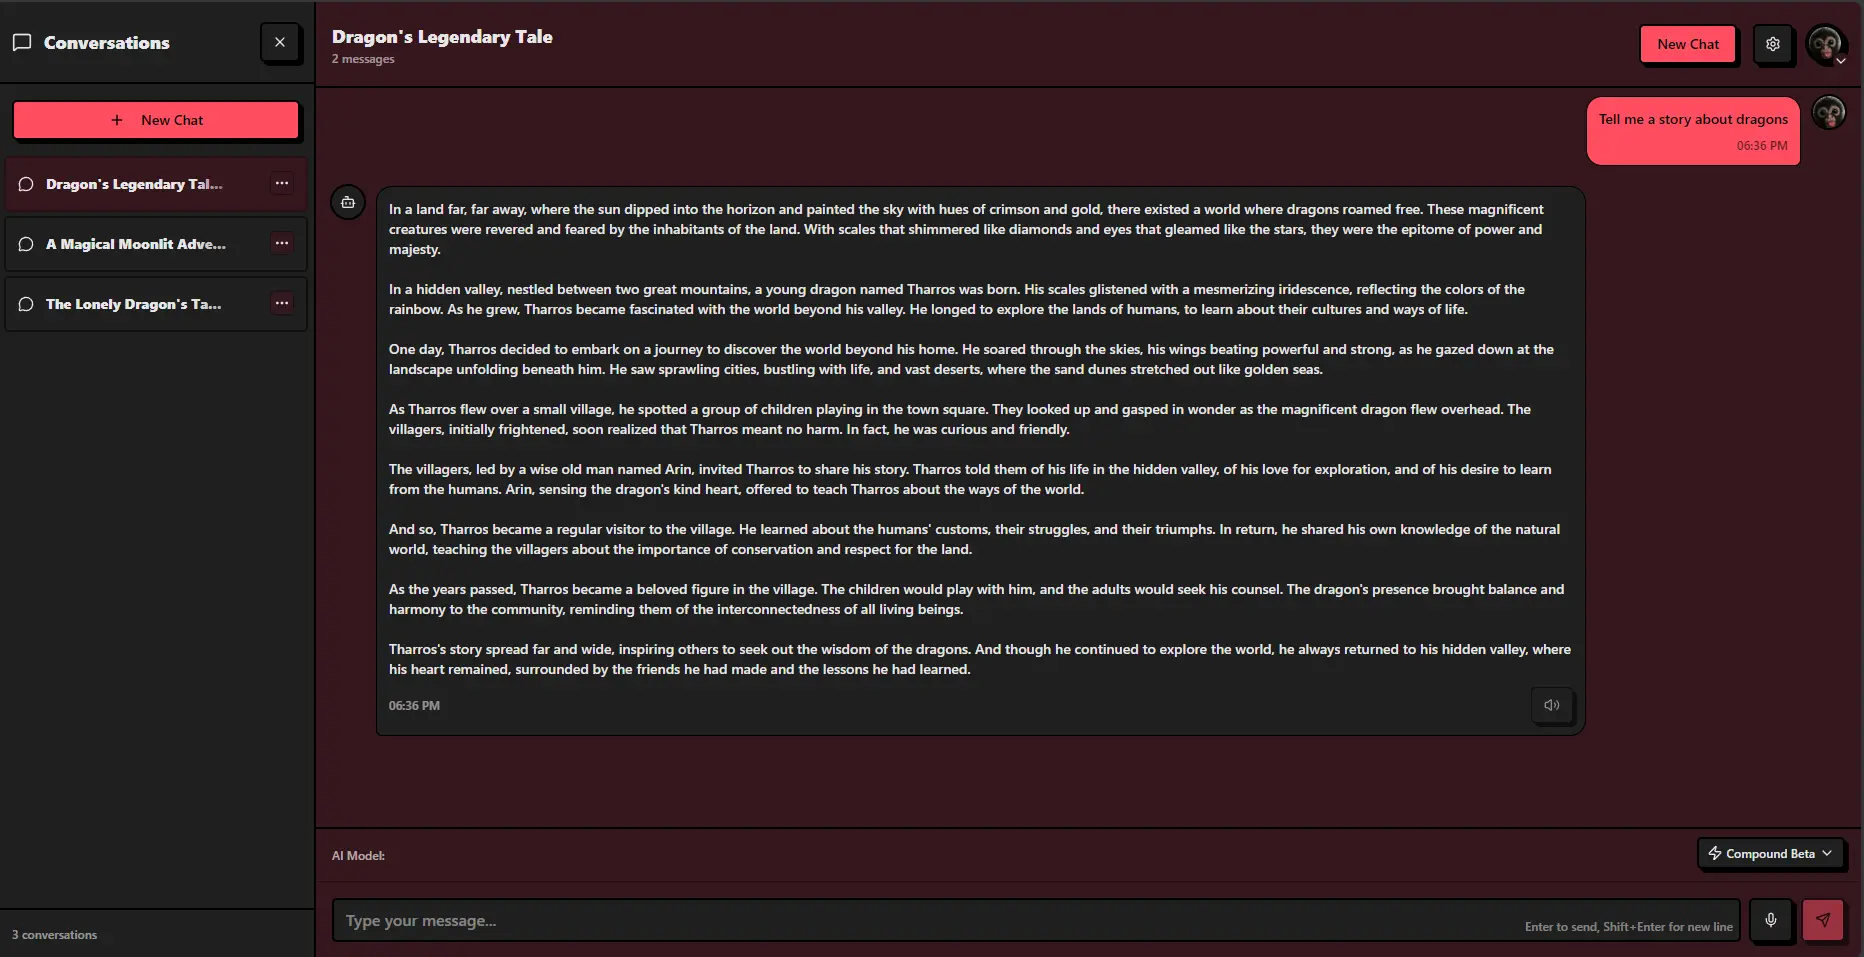 Conversations
New Chat
Dragon's Legendary Tal...
A Magical Moonlit Adve...
The Lonely Dragon's Ta...
3 conversations
Dragon's Legendary Tale
2 messages
New Chat
Tell me a story about dragons
06:36 PM
In a land far, far away, where the sun dipped into the horizon and painted the sky with hues of crimson and gold, there existed a world where dragons roamed free. These magnificent
creatures were revered and feared by the inhabitants of the land. With scales that shimmered like diamonds and eyes that gleamed like the stars, they were the epitome of power and
majesty.
In a hidden valley, nestled between two great mountains, a young dragon named Tharros was born. His scales glistened with a mesmerizing iridescence, reflecting the colors of the
rainbow. As he grew, Tharros became fascinated with the world beyond his valley. He longed to explore the lands of humans, to learn about their cultures and ways of life.
One day, Tharros decided to embark on a journey to discover the world beyond his home. He soared through the skies, his wings beating powerful and strong, as he gazed down at the
landscape unfolding beneath him. He saw sprawling cities, bustling with life, and vast deserts, where the sand dunes stretched out like golden seas.
As Tharros flew over a small village, he spotted a group of children playing in the town square. They looked up and gasped in wonder as the magnificent dragon flew overhead. The
villagers, initially frightened, soon realized that Tharros meant no harm. In fact, he was curious and friendly.
The villagers, led by a wise old man named Arin, invited Tharros to share his story. Tharros told them of his life in the hidden valley, of his love for exploration, and of his desire to learn
from the humans. Arin, sensing the dragon's kind heart, offered to teach Tharros about the ways of the world.
And so, Tharros became a regular visitor to the village. He learned about the humans' customs, their struggles, and their triumphs. In return, he shared his own knowledge of the natural
world, teaching the villagers about the importance of conservation and respect for the land.
As the years passed, Tharros became a beloved figure in the village. The children would play with him, and the adults would seek his counsel. The dragon's presence brought balance and
harmony to the community, reminding them of the interconnectedness of all living beings.
Tharros's story spread far and wide, inspiring others to seek out the wisdom of the dragons. And though he continued to explore the world, he always returned to his hidden valley, where
his heart remained, surrounded by the friends he had made and the lessons he had learned.
06:36 PM
AI Model:
Compound Beta
Type your message...
Enter to send, Shift+Enter for new line